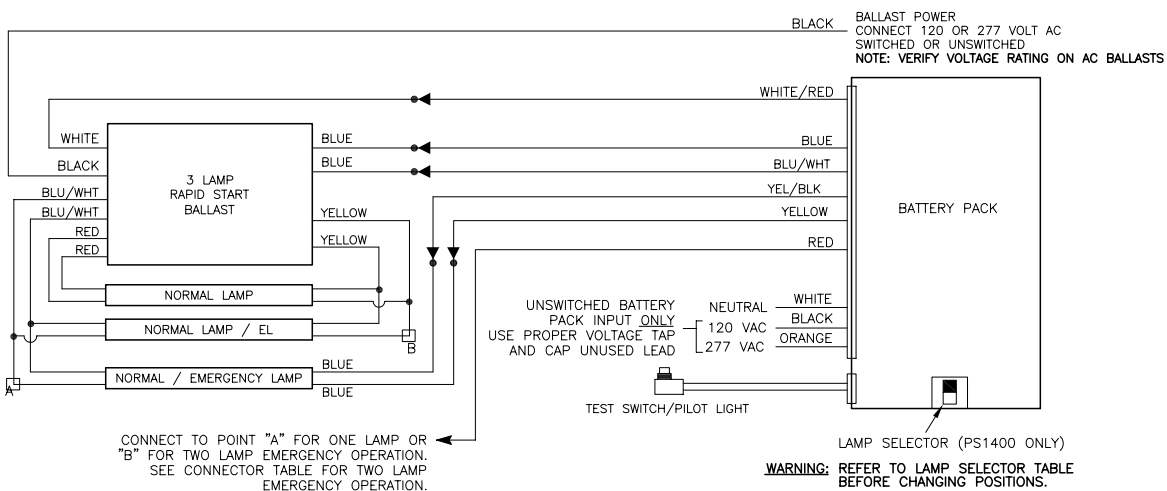 BLACK
BALLAST POWER
CONNECT 120 OR 277 VOLT AC
SWITCHED OR UNSWITCHED
NOTE: VERIFY VOLTAGE RATING ON AC BALLASTS
WHITE/RED
WHITE
BLUE
BLUE
BLACK
BLUE
BLU/WHT
3 LAMP
RAPID START
BALLAST
BLU/WHT
YEL/BLK
BLU/WHT
YELLOW
YELLOW
BATTERY PACK
RED
YELLOW
RED
RED
NORMAL LAMP
NORMAL LAMP / EL
B
UNSWITCHED BATTERY
PACK INPUT ONLY
USE PROPER VOLTAGE TAP
AND CAP UNUSED LEAD
NEUTRAL
WHITE
120 VAC
BLACK
277 VAC
ORANGE
NORMAL / EMERGENCY LAMP
BLUE
BLUE
A
TEST SWITCH/PILOT LIGHT
CONNECT TO POINT "A" FOR ONE LAMP OR
"B" FOR TWO LAMP EMERGENCY OPERATION.
SEE CONNECTOR TABLE FOR TWO LAMP
EMERGENCY OPERATION.
LAMP SELECTOR (PS1400 ONLY)
WARNING: REFER TO LAMP SELECTOR TABLE
BEFORE CHANGING POSITIONS.